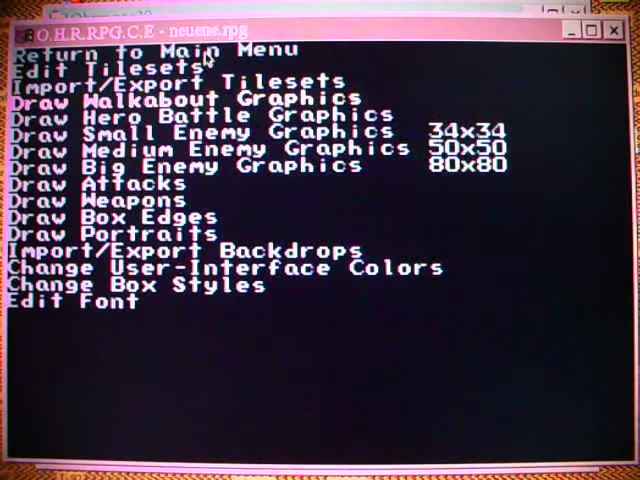 O.H.R.RPG.C.E - neuene.rpg
Return to Main Menu
Edit Tilesets
Import/Export Tilesets
Draw Walkabout Graphics
Draw Hero Battle Graphics
Draw Small Enemy Graphics 34x34
Draw Medium Enemy Graphics 50x50
Draw Big Enemy Graphics 80x80
Draw Attacks
Draw Weapons
Draw Box Edges
Draw Portraits
Import/Export Backdrops
Change User-Interface Colors
Change Box Styles
Edit Font